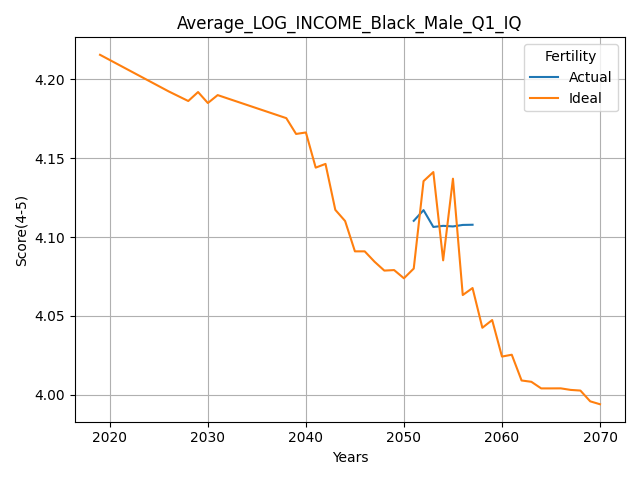 Average_LOG_INCOME_Black_Male_Q1_IQ
Fertility
Actual
Ideal
Score(4-5)
4.20
4.15
4.10
4.05
4.00
2020 2030 2040 2050 2060 2070
Years